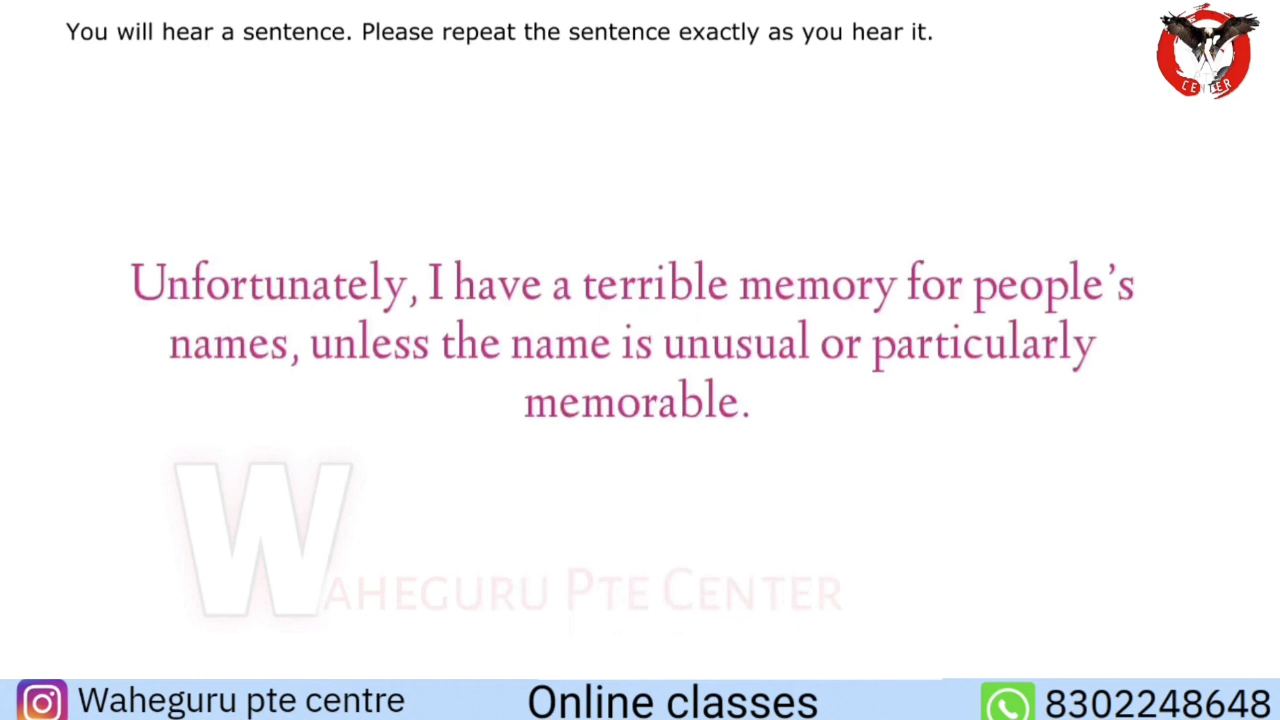 You will hear a sentence. Please repeat the sentence exactly as you hear it.
CENTER
Unfortunately, I have a terrible memory for people’s
names, unless the name is unusual or particularly
memorable.
WAHEGURU PTE CENTER
Waheguru pte centre
Online classes
8302248648